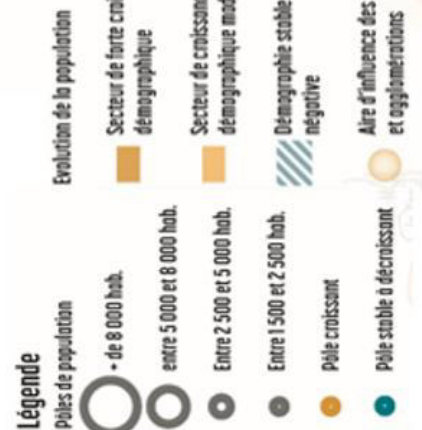 Légende
Pôles de population
+ de 8 000 hab.
entre 5 000 et 8 000 hab.
Entre 2 500 et 5 000 hab.
Entre 1 500 et 2 500 hab.
Pôle croissant
Pôle stable à décroissant
Evolution de la population
Secteur de forte
démographique
Secteur de
démographique
Démographie stable
négative
Aire d'influence des
et agglomérations